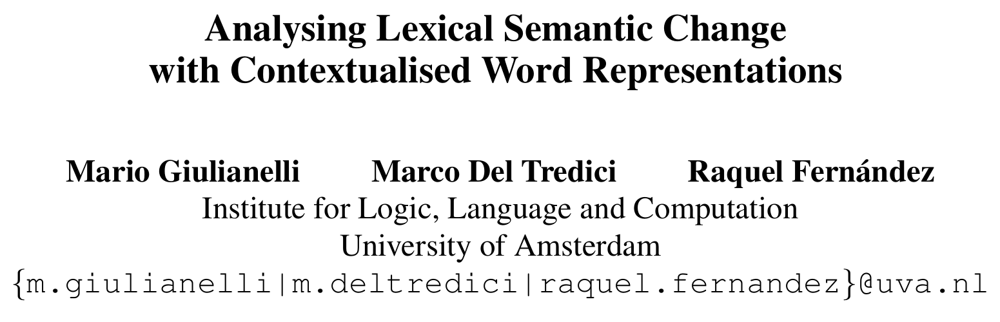 Analysing Lexical Semantic Change
with Contextualised Word Representations
Mario Giulianelli Marco Del Tredici Raquel Fernández
Institute for Logic, Language and Computation
University of Amsterdam
{m.giulianelli|m.deltredici|raquel.fernandez}@uva.nl